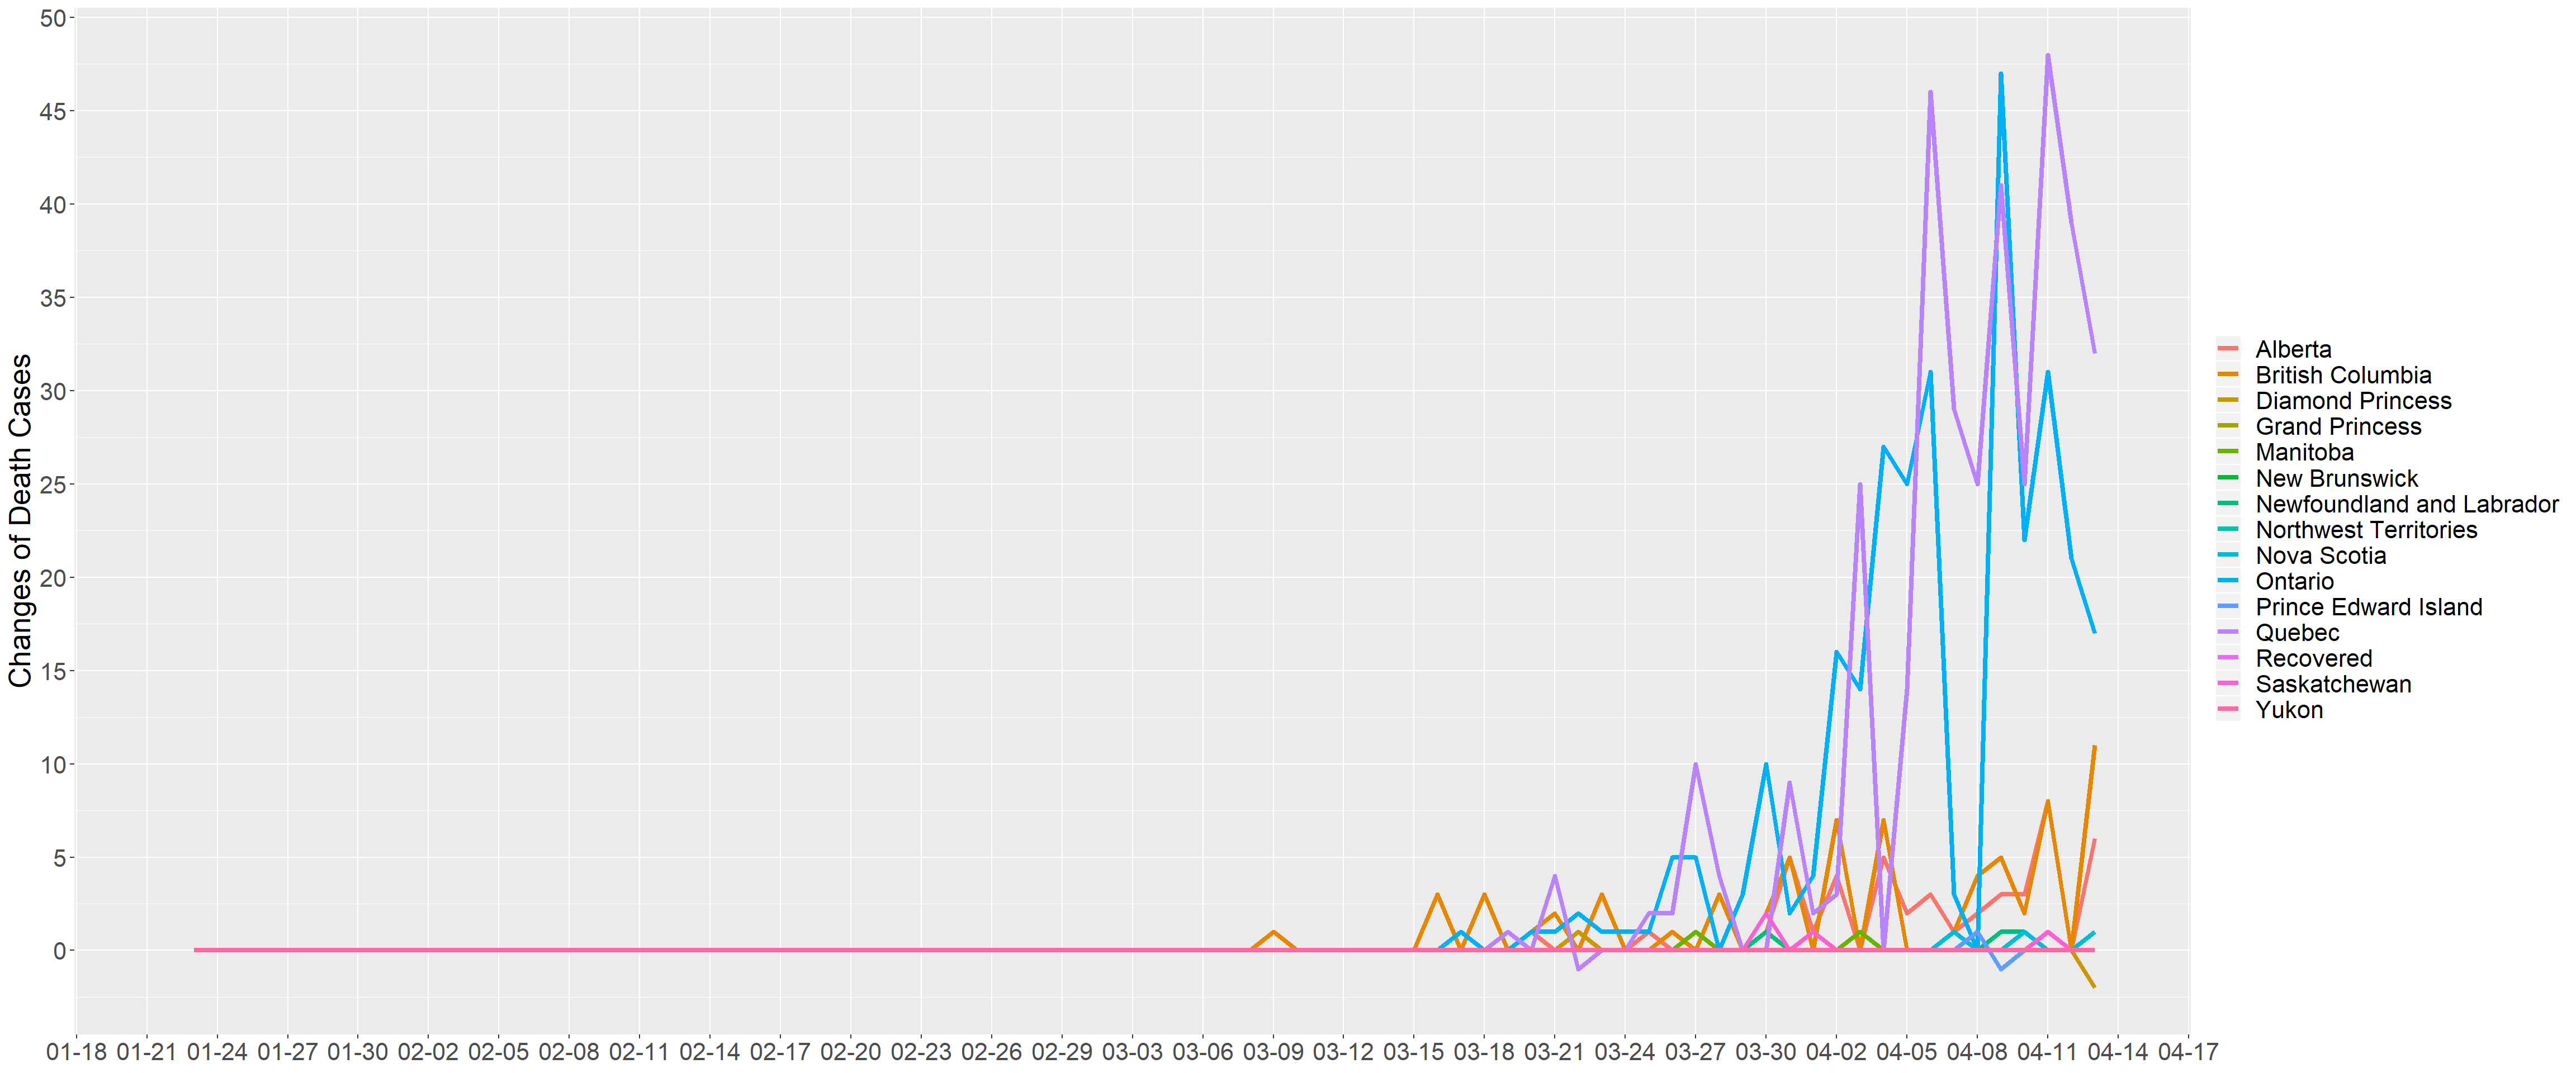 Changes of Death Cases
50
45
40
35
30
25
20
15
10
5
0
01-18 01-21 01-24 01-27 01-30 02-02 02-05 02-08 02-11 02-14 02-17 02-20 02-23 02-26 02-29 03-03 03-06 03-09 03-12 03-15 03-18 03-21 03-24 03-27 03-30 04-02 04-05 04-08 04-11 04-14 04-17
Alberta
British Columbia
Diamond Princess
Grand Princess
Manitoba
New Brunswick
Newfoundland and Labrador
Northwest Territories
Nova Scotia
Ontario
Prince Edward Island
Quebec
Recovered
Saskatchewan
Yukon